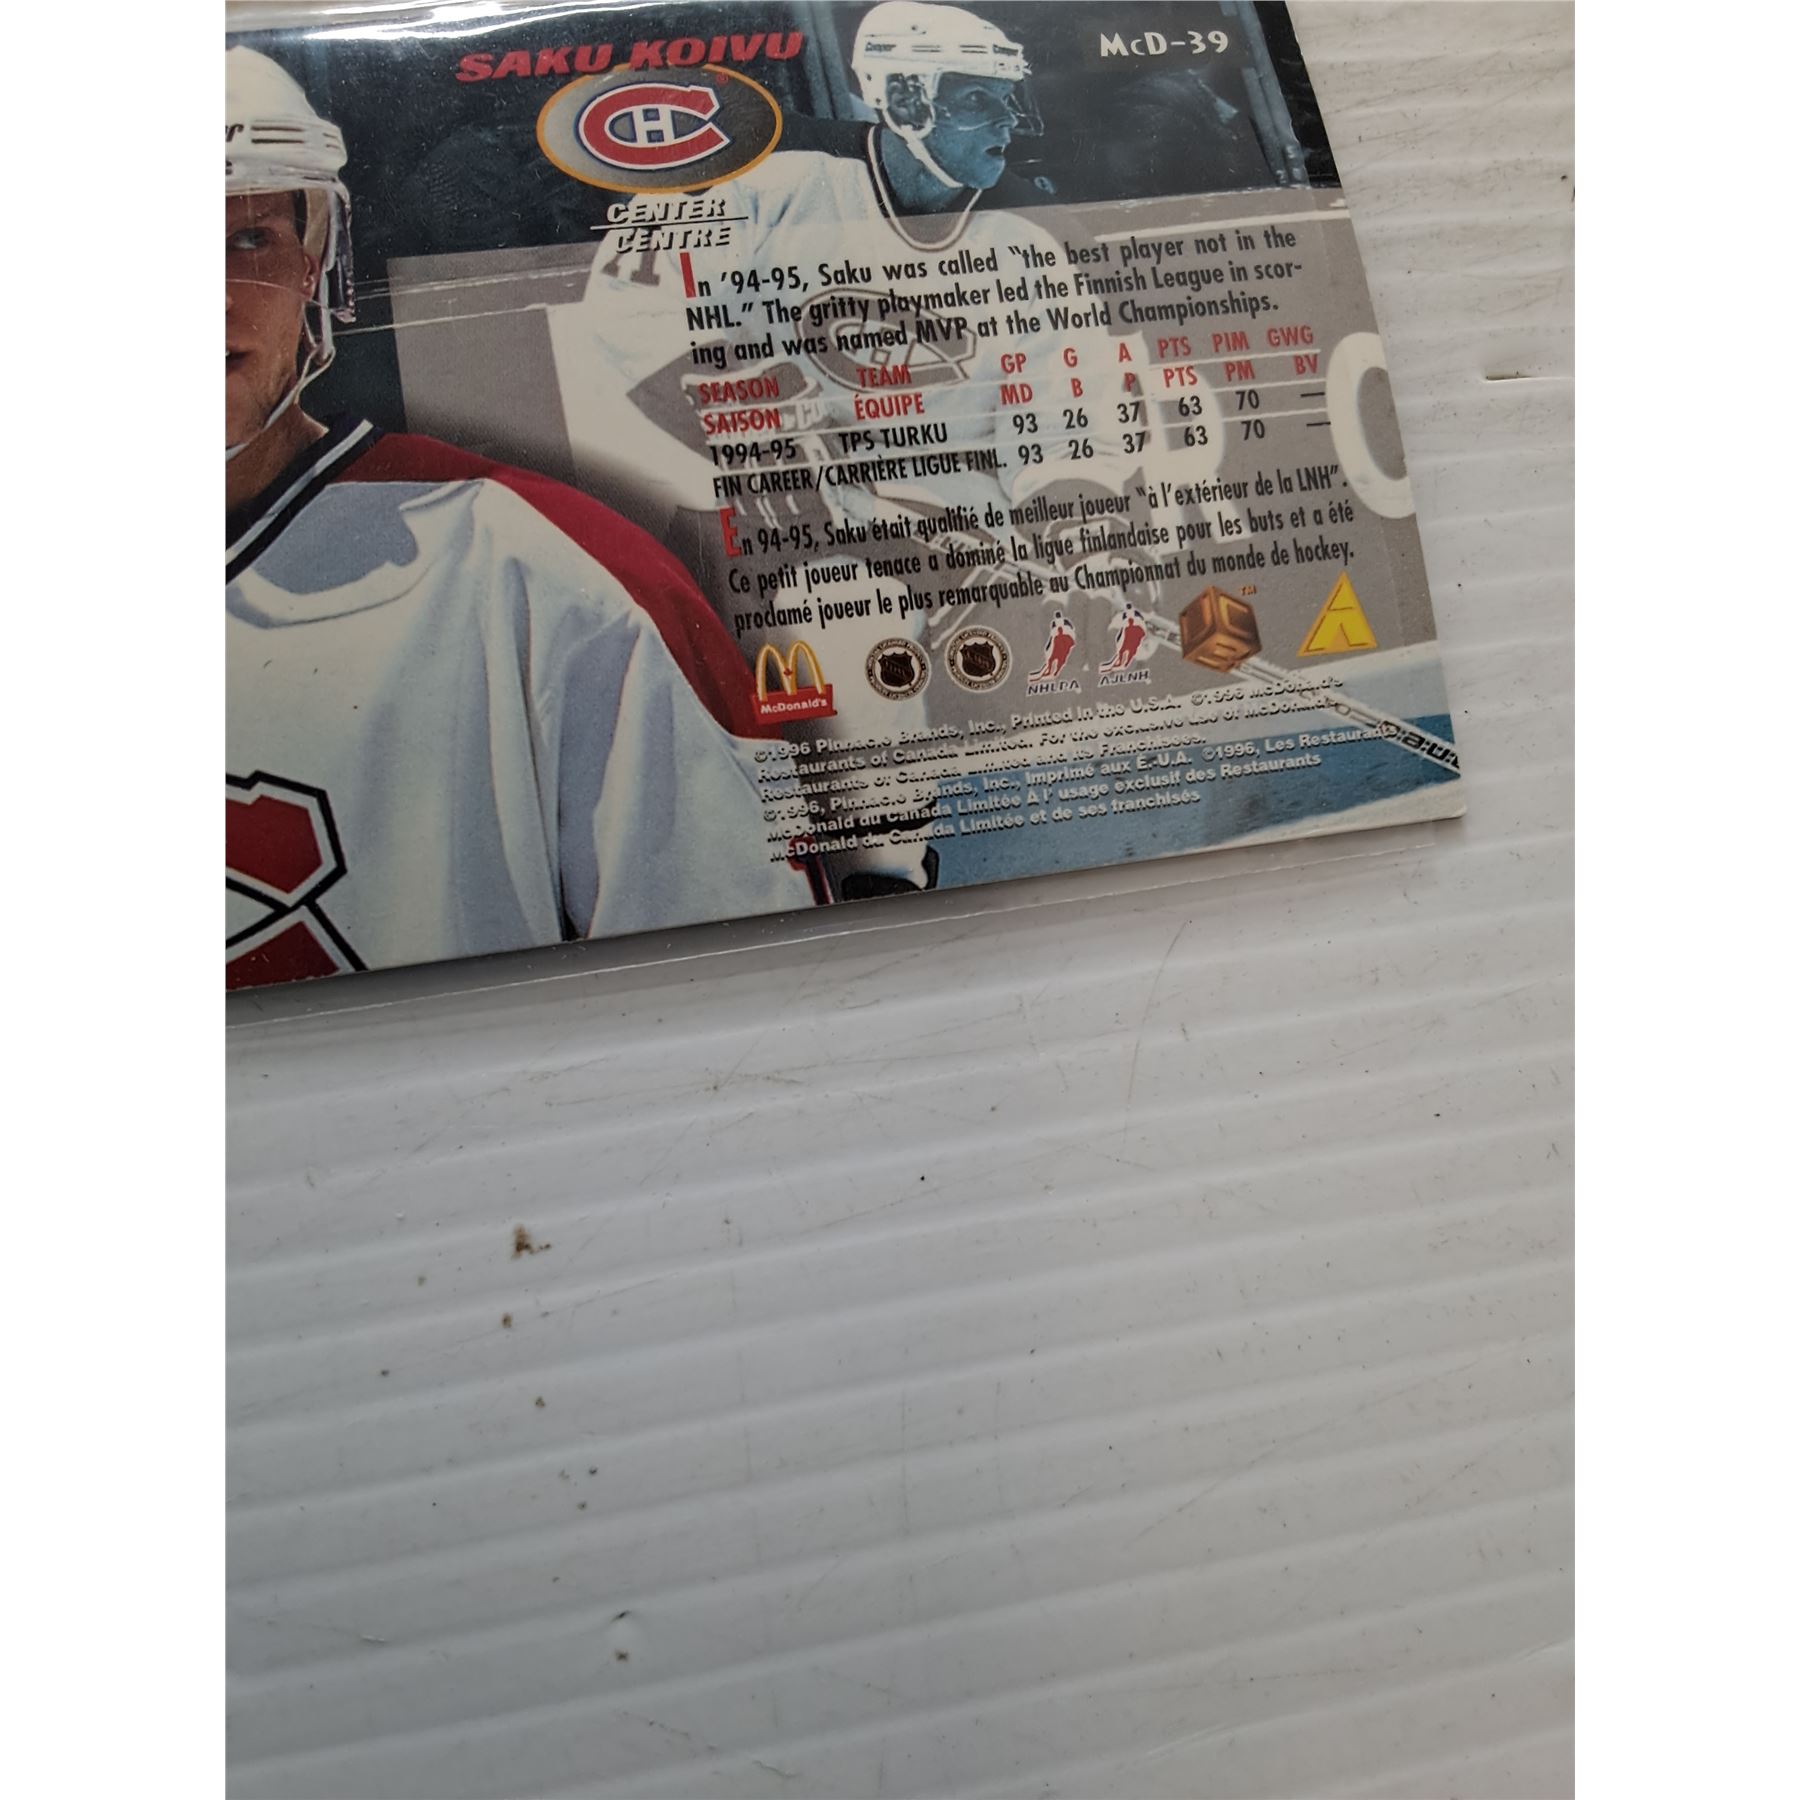 SAKU KOIVU
McD-39
CENTER
CENTRE
In '94-95, Saku was called "the best player not in the
NHL." The gritty playmaker led the Finnish League in scor-
ing and was named MVP at the World Championships.
SEASON TEAM GP G A PTS PIM GWG
SAISON ÉQUIPE MD B P PTS PM BV
1994-95 TPS TURKU 93 26 37 63 70 —
FIN CAREER/CARRIÈRE LIGUE FINL. 93 26 37 63 70 —
En 94-95, Saku était qualifié de meilleur joueur "à l'extérieur de la LNH".
Ce petit joueur tenace a dominé la ligue finlandaise pour les buts et a été
proclamé joueur le plus remarquable au Championnat du monde de hockey.
McDonald's
NHLPA AJLNH
TM
©1996 Pinnacle Brands, Inc., Printed in the U.S.A. ©1996 McDonald's
Restaurants of Canada Limited. For the exclusive use of McDonald's
Restaurants of Canada Limited and its Franchisees.
©1996, Pinnacle Brands, Inc., Imprimé aux É.-U.A. ©1996, Les Restaurants
McDonald du Canada Limitée À l'usage exclusif des Restaurants
McDonald du Canada Limitée et de ses franchisés